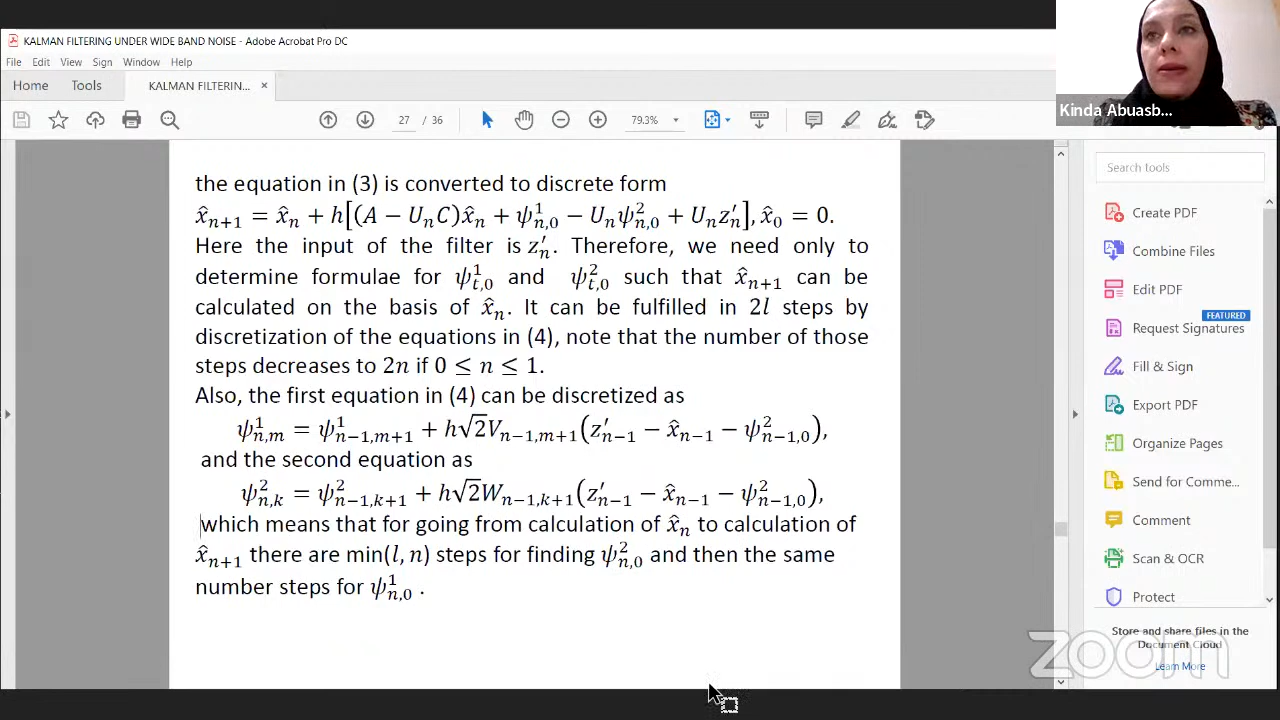 KALMAN FILTERING UNDER WIDE BAND NOISE - Adobe Acrobat Pro DC
File Edit View Sign Window Help
Home Tools KALMAN FILTERIN... ×
27 / 36 79.3%
Kinda Abuasb...
the equation in (3) is converted to discrete form
x̂ₙ₊₁ = x̂ₙ + h[(A − UₙC)x̂ₙ + ψ¹ₙ,₀ − Uₙψ²ₙ,₀ + Uₙz′ₙ], x̂₀ = 0.
Here the input of the filter is z′ₙ. Therefore, we need only to
determine formulae for ψ¹ₜ,₀ and ψ²ₜ,₀ such that x̂ₙ₊₁ can be
calculated on the basis of x̂ₙ. It can be fulfilled in 2l steps by
discretization of the equations in (4), note that the number of those
steps decreases to 2n if 0 ≤ n ≤ 1.
Also, the first equation in (4) can be discretized as
ψ¹ₙ,ₘ = ψ¹ₙ₋₁,ₘ₊₁ + h√2Vₙ₋₁,ₘ₊₁(z′ₙ₋₁ − x̂ₙ₋₁ − ψ²ₙ₋₁,₀),
and the second equation as
ψ²ₙ,ₖ = ψ²ₙ₋₁,ₖ₊₁ + h√2Wₙ₋₁,ₖ₊₁(z′ₙ₋₁ − x̂ₙ₋₁ − ψ²ₙ₋₁,₀),
which means that for going from calculation of x̂ₙ to calculation of
x̂ₙ₊₁ there are min(l, n) steps for finding ψ²ₙ,₀ and then the same
number steps for ψ¹ₙ,₀ .
Search tools
Create PDF
Combine Files
Edit PDF
FEATURED
Request Signatures
Fill & Sign
Export PDF
Organize Pages
Send for Comme...
Comment
Scan & OCR
Protect
Store and share files in the
Document Cloud
Learn More
zoom